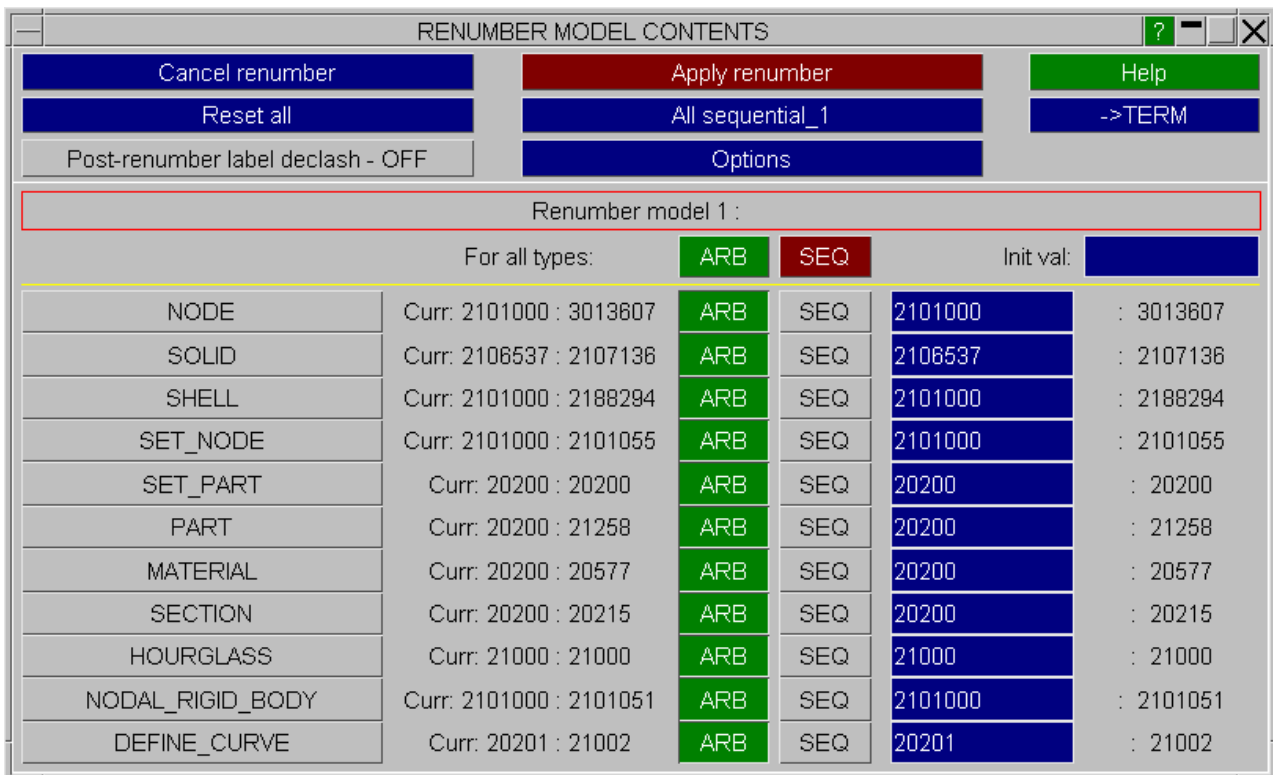 RENUMBER MODEL CONTENTS ?
Cancel renumber Apply renumber Help
Reset all All sequential_1 ->TERM
Post-renumber label declash - OFF Options
Renumber model 1 :
For all types: ARB SEQ Init val:
NODE Curr: 2101000 : 3013607 ARB SEQ 2101000 : 3013607
SOLID Curr: 2106537 : 2107136 ARB SEQ 2106537 : 2107136
SHELL Curr: 2101000 : 2188294 ARB SEQ 2101000 : 2188294
SET_NODE Curr: 2101000 : 2101055 ARB SEQ 2101000 : 2101055
SET_PART Curr: 20200 : 20200 ARB SEQ 20200 : 20200
PART Curr: 20200 : 21258 ARB SEQ 20200 : 21258
MATERIAL Curr: 20200 : 20577 ARB SEQ 20200 : 20577
SECTION Curr: 20200 : 20215 ARB SEQ 20200 : 20215
HOURGLASS Curr: 21000 : 21000 ARB SEQ 21000 : 21000
NODAL_RIGID_BODY Curr: 2101000 : 2101051 ARB SEQ 2101000 : 2101051
DEFINE_CURVE Curr: 20201 : 21002 ARB SEQ 20201 : 21002